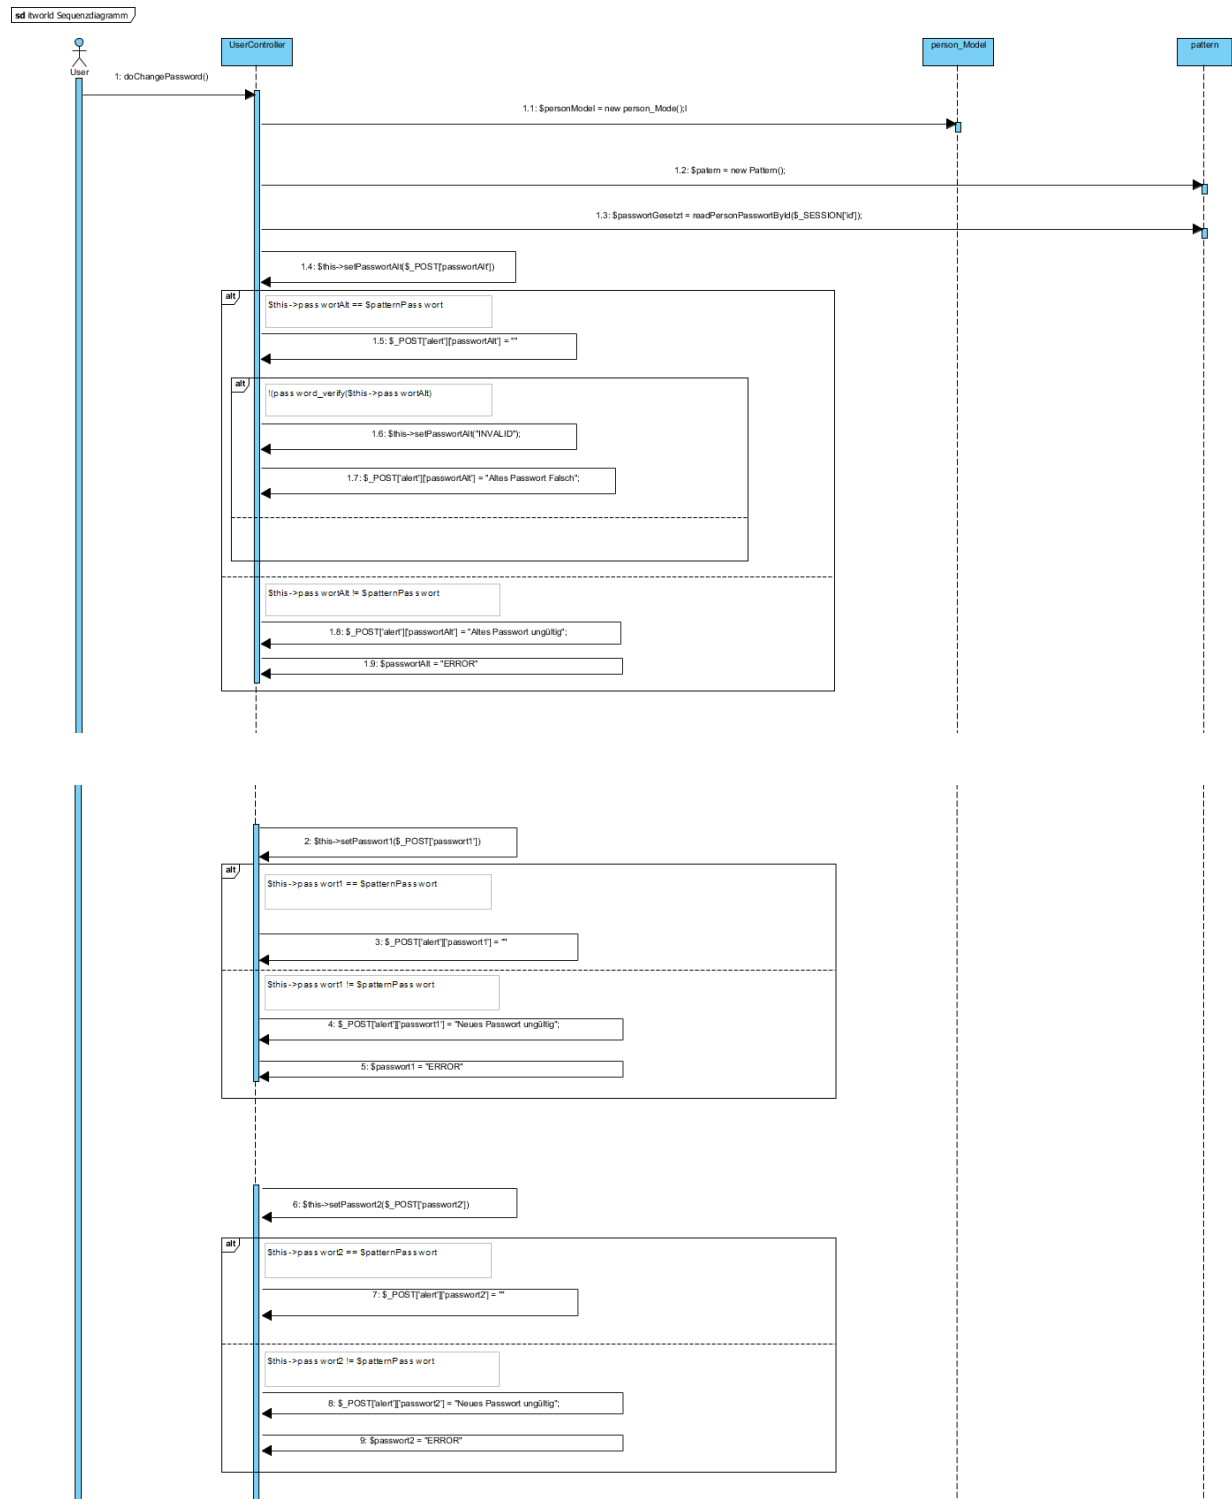 sd itworld Sequenzdiagramm
User
UserController
person_Model
pattern
1: doChangePassword()
1.1: $personModel = new person_Mode();l
1.2: $patern = new Pattern();
1.3: $passwortGesetzt = readPersonPasswortById($_SESSION['id']);
1.4: $this->setPasswortAlt($_POST['passwortAlt'])
alt
$this->passwortAlt == $patternPasswort
1.5: $_POST['alert']['passwortAlt'] = ""
alt
!(password_verify($this->passwortAlt)
1.6: $this->setPasswortAlt("INVALID");
1.7: $_POST['alert']['passwortAlt'] = "Altes Passwort Falsch";
$this->passwortAlt != $patternPasswort
1.8: $_POST['alert']['passwortAlt'] = "Altes Passwort ungültig";
1.9: $passwortAlt = "ERROR"
2: $this->setPasswort1($_POST['passwort1'])
alt
$this->passwort1 == $patternPasswort
3: $_POST['alert']['passwort1'] = ""
$this->passwort1 != $patternPasswort
4: $_POST['alert']['passwort1'] = "Neues Passwort ungültig";
5: $passwort1 = "ERROR"
6: $this->setPasswort2($_POST['passwort2'])
alt
$this->passwort2 == $patternPasswort
7: $_POST['alert']['passwort2'] = ""
$this->passwort2 != $patternPasswort
8: $_POST['alert']['passwort2'] = "Neues Passwort ungültig";
9: $passwort2 = "ERROR"